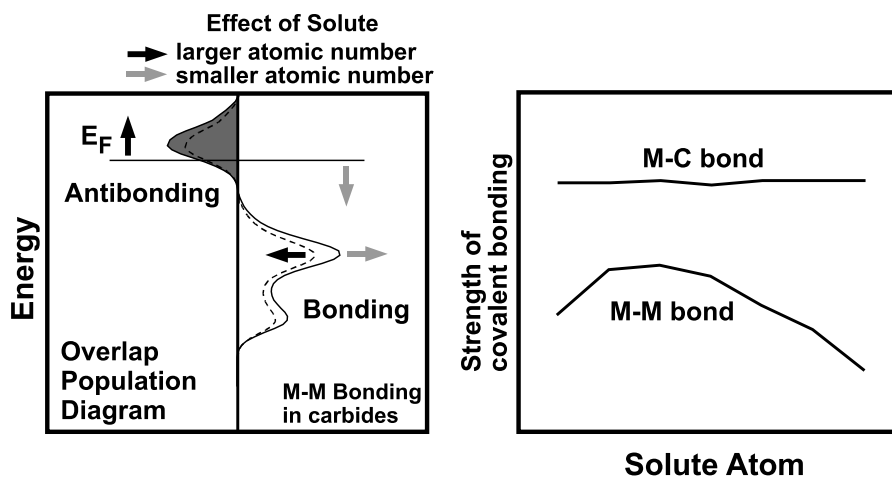 Effect of Solute
larger atomic number
smaller atomic number
E_F
Antibonding
Energy
Bonding
Overlap
Population
Diagram
M-M Bonding
in carbides
Strength of
covalent bonding
M-C bond
M-M bond
Solute Atom